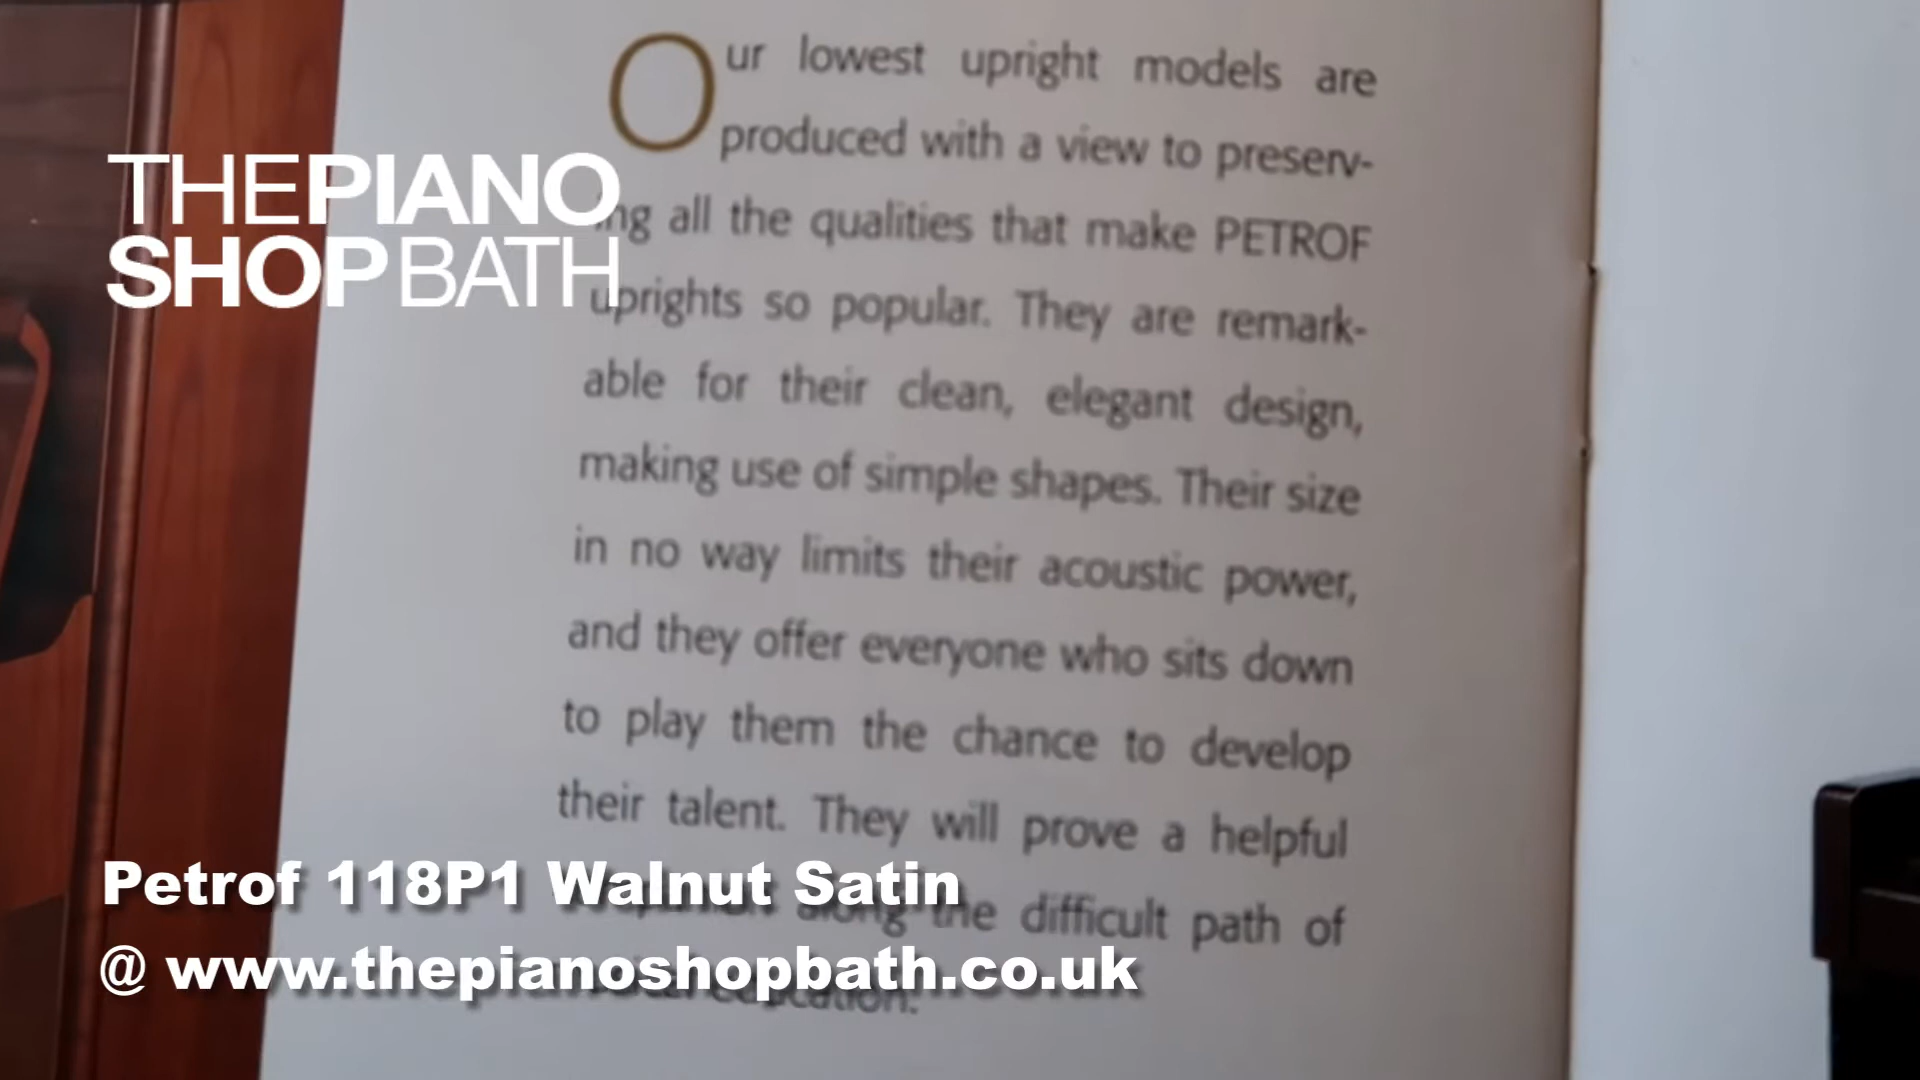 Our lowest upright models are
produced with a view to preserv-
ing all the qualities that make PETROF
uprights so popular. They are remark-
able for their clean, elegant design,
making use of simple shapes. Their size
in no way limits their acoustic power,
and they offer everyone who sits down
to play them the chance to develop
their talent. They will prove a helpful
along the difficult path of
education.
THEPIANO
SHOPBATH
Petrof 118P1 Walnut Satin
@ www.thepianoshopbath.co.uk